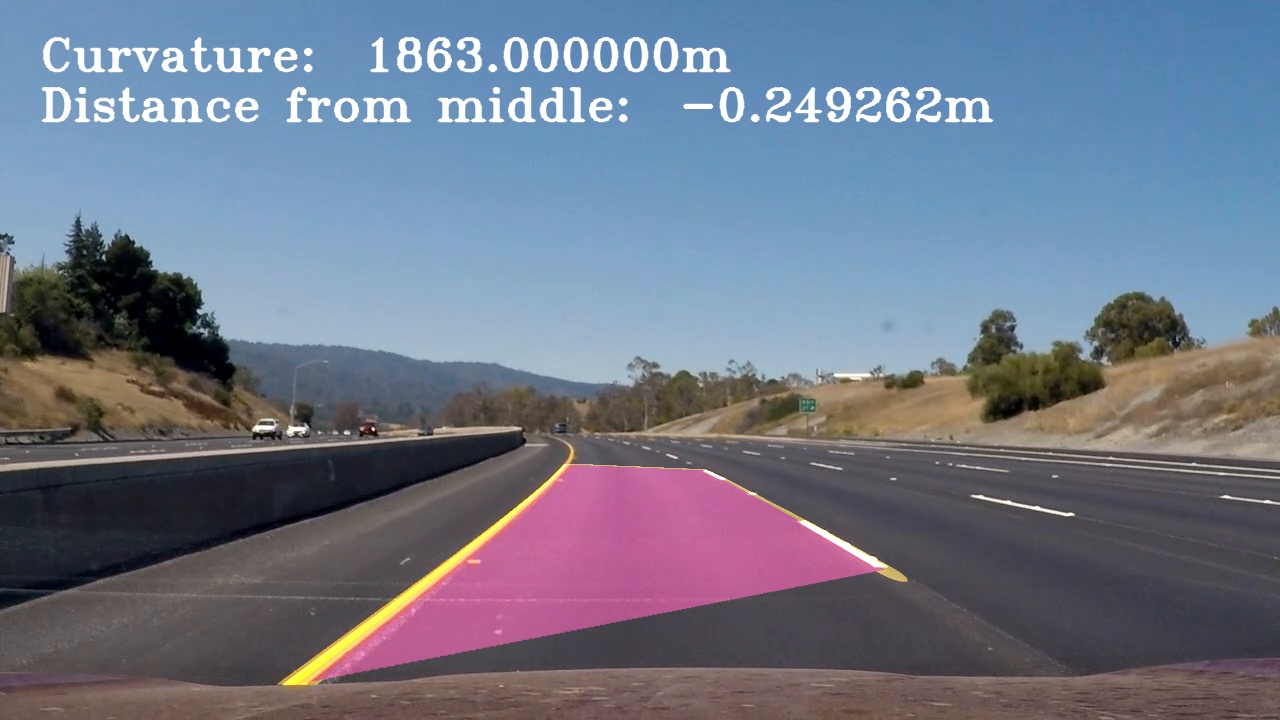 Curvature:  1863.000000m
Distance from middle:  −0.249262m